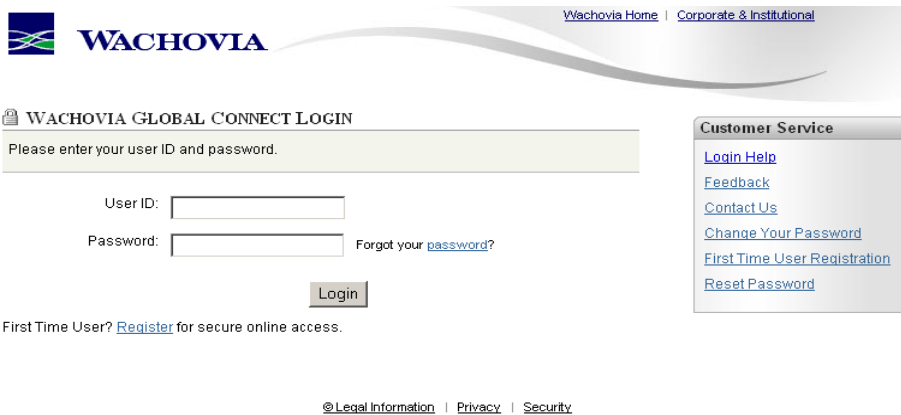 Wachovia Home | Corporate & Institutional
WACHOVIA
WACHOVIA GLOBAL CONNECT LOGIN
Please enter your user ID and password.
User ID:
Password:
Forgot your password?
Login
First Time User? Register for secure online access.
Customer Service
Login Help
Feedback
Contact Us
Change Your Password
First Time User Registration
Reset Password
© Legal Information | Privacy | Security